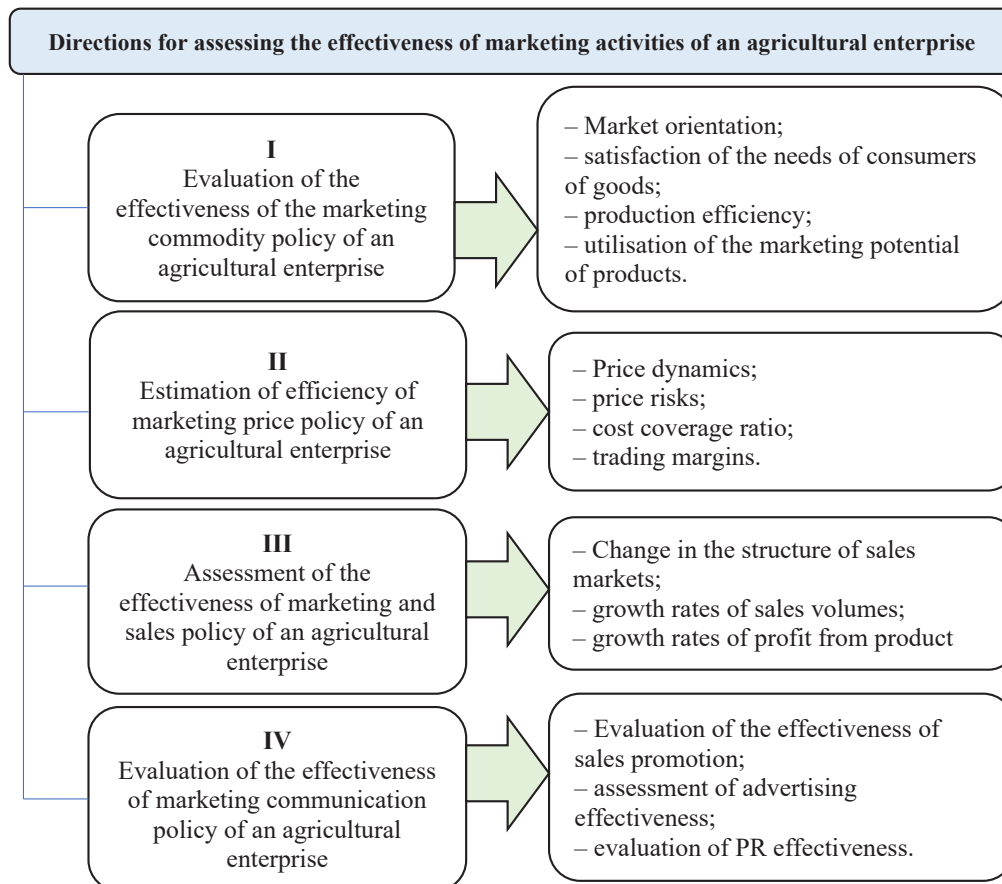 Directions for assessing the effectiveness of marketing activities of an agricultural enterprise
I
Evaluation of the
effectiveness of the marketing
commodity policy of an
agricultural enterprise
– Market orientation;
– satisfaction of the needs of consumers
of goods;
– production efficiency;
– utilisation of the marketing potential
of products.
II
Estimation of efficiency of
marketing price policy of an
agricultural enterprise
– Price dynamics;
– price risks;
– cost coverage ratio;
– trading margins.
III
Assessment of the
effectiveness of marketing and
sales policy of an agricultural
enterprise
– Change in the structure of sales
markets;
– growth rates of sales volumes;
– growth rates of profit from product
IV
Evaluation of the effectiveness
of marketing communication
policy of an agricultural
enterprise
– Evaluation of the effectiveness of
sales promotion;
– assessment of advertising
effectiveness;
– evaluation of PR effectiveness.